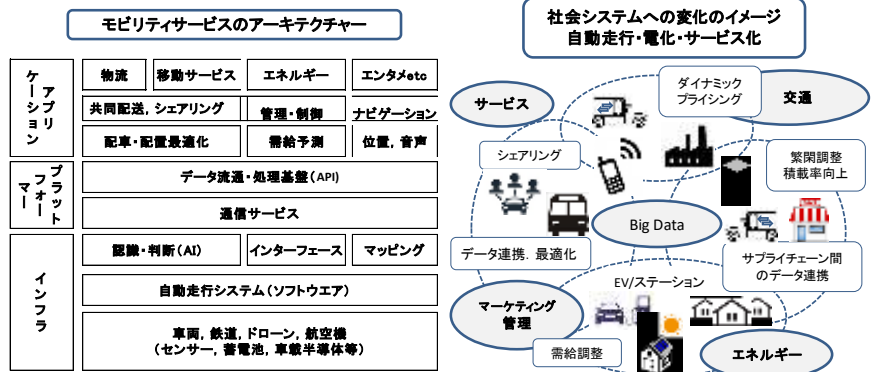 モビリティサービスのアーキテクチャー
アプリケーション
物流
移動サービス
エネルギー
エンタメetc
共同配送，シェアリング
管理・制御
ナビゲーション
配車・配置最適化
需給予測
位置，音声
プラットフォーマー
データ流通・処理基盤（API）
通信サービス
インフラ
認識・判断（AI）
インターフェース
マッピング
自動走行システム（ソフトウエア）
車両，鉄道，ドローン，航空機
（センサー，蓄電池，車載半導体等）
社会システムへの変化のイメージ
自動走行・電化・サービス化
サービス
ダイナミック
プライシング
交通
シェアリング
繁閑調整
積載率向上
Big Data
データ連携．最適化
サプライチェーン間
のデータ連携
EV/ステーション
マーケティング
管理
需給調整
エネルギー